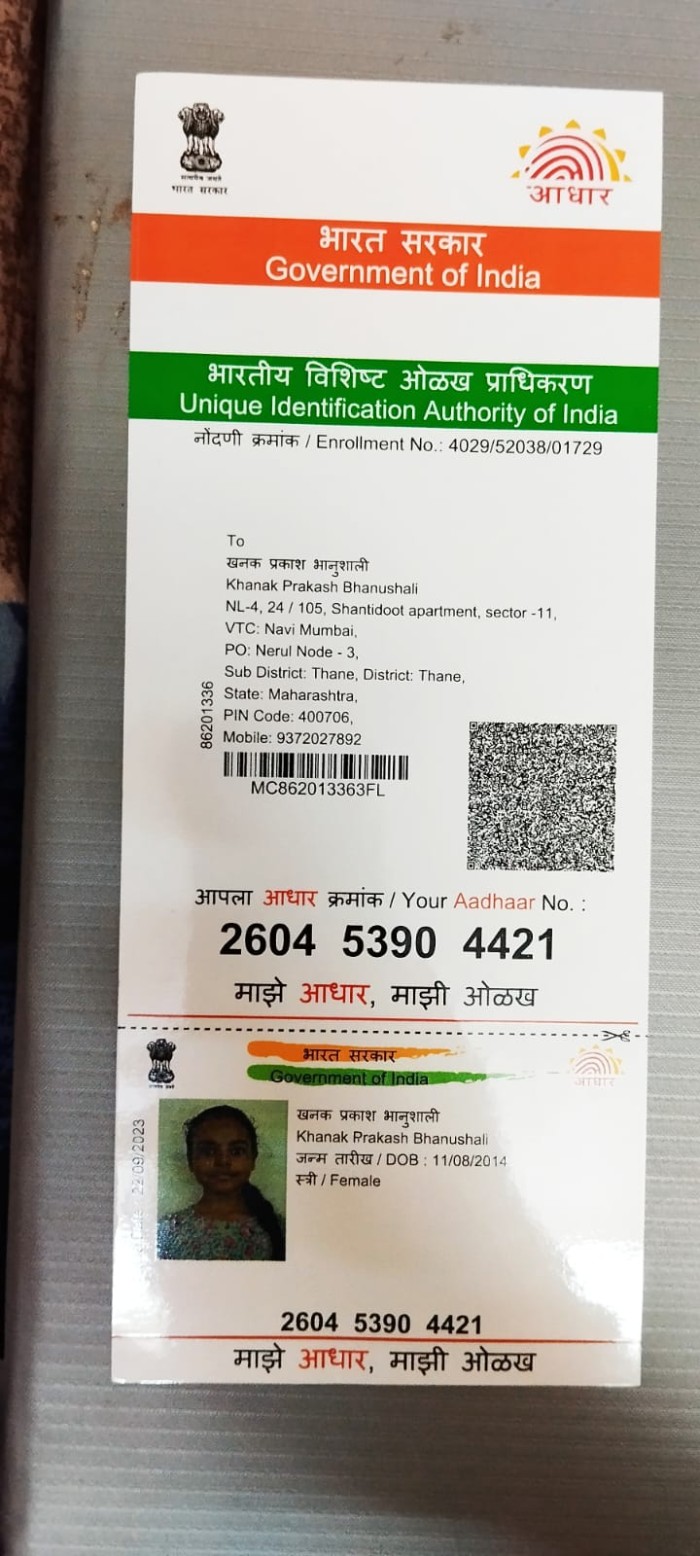 सत्यमेव जयते
भारत सरकार
आधार
भारत सरकार
Government of India
भारतीय विशिष्ट ओळख प्राधिकरण
Unique Identification Authority of India
नोंदणी क्रमांक / Enrollment No.: 4029/52038/01729
To
खनक प्रकाश भानुशाली
Khanak Prakash Bhanushali
NL-4, 24 / 105, Shantidoot apartment, sector -11,
VTC: Navi Mumbai,
PO: Nerul Node - 3,
Sub District: Thane, District: Thane,
State: Maharashtra,
PIN Code: 400706,
Mobile: 9372027892
86201336
MC862013363FL
आपला आधार क्रमांक / Your Aadhaar No. :
2604 5390 4421
माझे आधार, माझी ओळख
भारत सरकार
Government of India
आधार
खनक प्रकाश भानुशाली
Khanak Prakash Bhanushali
जन्म तारीख / DOB : 11/08/2014
स्त्री / Female
2604 5390 4421
माझे आधार, माझी ओळख